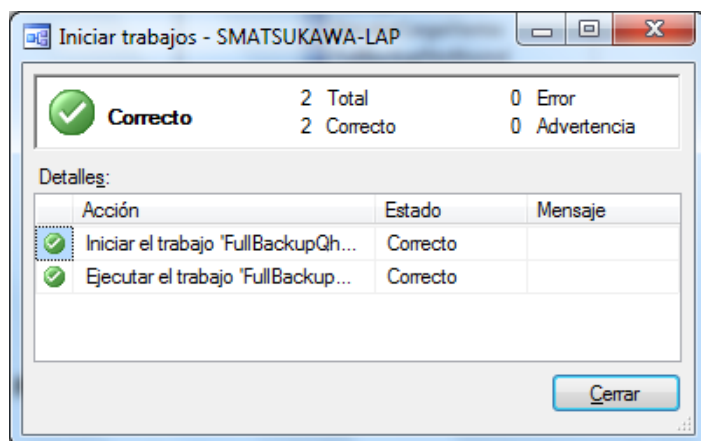 Iniciar trabajos - SMATSUKAWA-LAP
Correcto
2 Total 0 Error
2 Correcto 0 Advertencia
Detalles:
Acción Estado Mensaje
Iniciar el trabajo 'FullBackupQh... Correcto
Ejecutar el trabajo 'FullBackup... Correcto
Cerrar